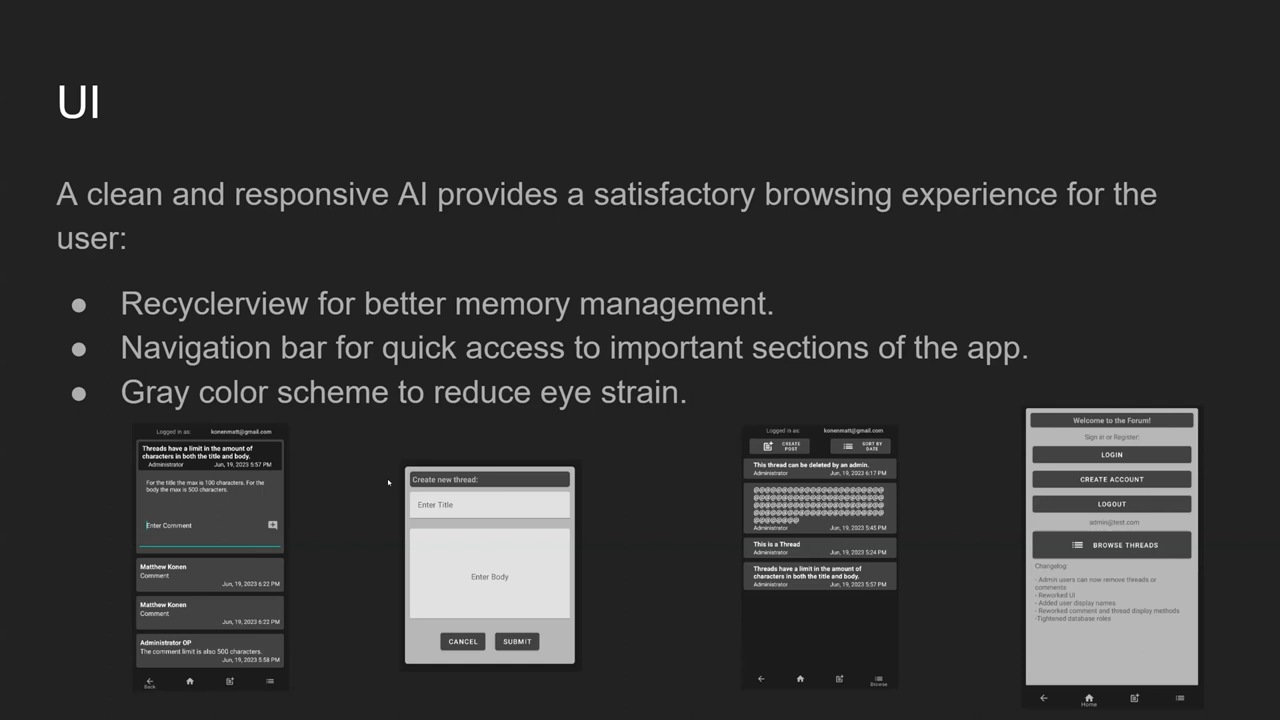 UI
A clean and responsive AI provides a satisfactory browsing experience for the
user:
● Recyclerview for better memory management.
● Navigation bar for quick access to important sections of the app.
● Gray color scheme to reduce eye strain.
Logged in as: konenmatt@gmail.com
Threads have a limit in the amount of
characters in both the title and body.
Administrator Jun, 19, 2023 5:57 PM
For the title the max is 100 characters. For the
body the max is 500 characters.
Enter Comment
Matthew Konen
Comment
Jun, 19, 2023 6:22 PM
Matthew Konen
Comment
Jun, 19, 2023 6:22 PM
Administrator OP
The comment limit is also 500 characters.
Jun, 19, 2023 5:58 PM
Back
Create new thread:
Enter Title
Enter Body
CANCEL SUBMIT
Logged in as: konenmatt@gmail.com
CREATE
POST
SORT BY
DATE
This thread can be deleted by an admin.
Administrator Jun, 19, 2023 6:17 PM
Administrator Jun, 19, 2023 5:45 PM
This is a Thread
Administrator Jun, 19, 2023 5:24 PM
Threads have a limit in the amount of
characters in both the title and body.
Administrator Jun, 19, 2023 5:57 PM
Browse
Welcome to the Forum!
Sign in or Register:
LOGIN
CREATE ACCOUNT
LOGOUT
admin@test.com
BROWSE THREADS
Changelog:
- Admin users can now remove threads or
comments
- Reworked UI
- Added user display names
- Reworked comment and thread display methods
-Tightened database roles
Home